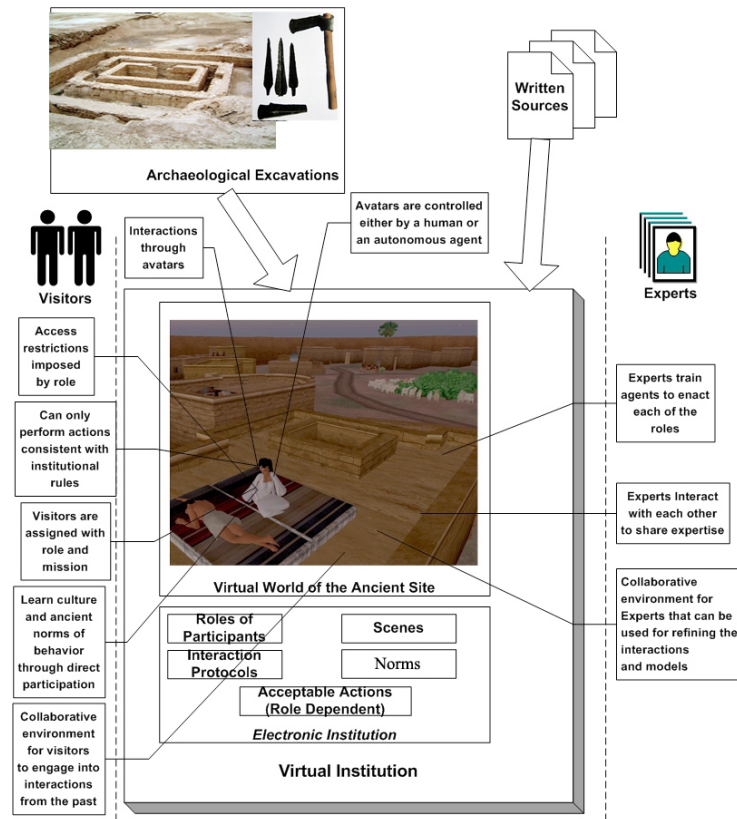 Archaeological Excavations
Written
Sources
Interactions
through
avatars
Avatars are controlled
either by a human or
an autonomous agent
Visitors
Experts
Access
restrictions
imposed
by role
Can only
perform actions
consistent with
institutional
rules
Visitors are
assigned with
role and
mission
Learn culture
and ancient
norms of
behavior
through direct
participation
Collaborative
environment
for visitors
to engage into
interactions
from the past
Experts train
agents to enact
each of the
roles
Experts Interact
with each other
to share expertise
Collaborative
environment for
Experts that can be
used for refining the
interactions
and models
Virtual World of the Ancient Site
Roles of
Participants
Scenes
Interaction
Protocols
Norms
Acceptable Actions
(Role Dependent)
Electronic Institution
Virtual Institution